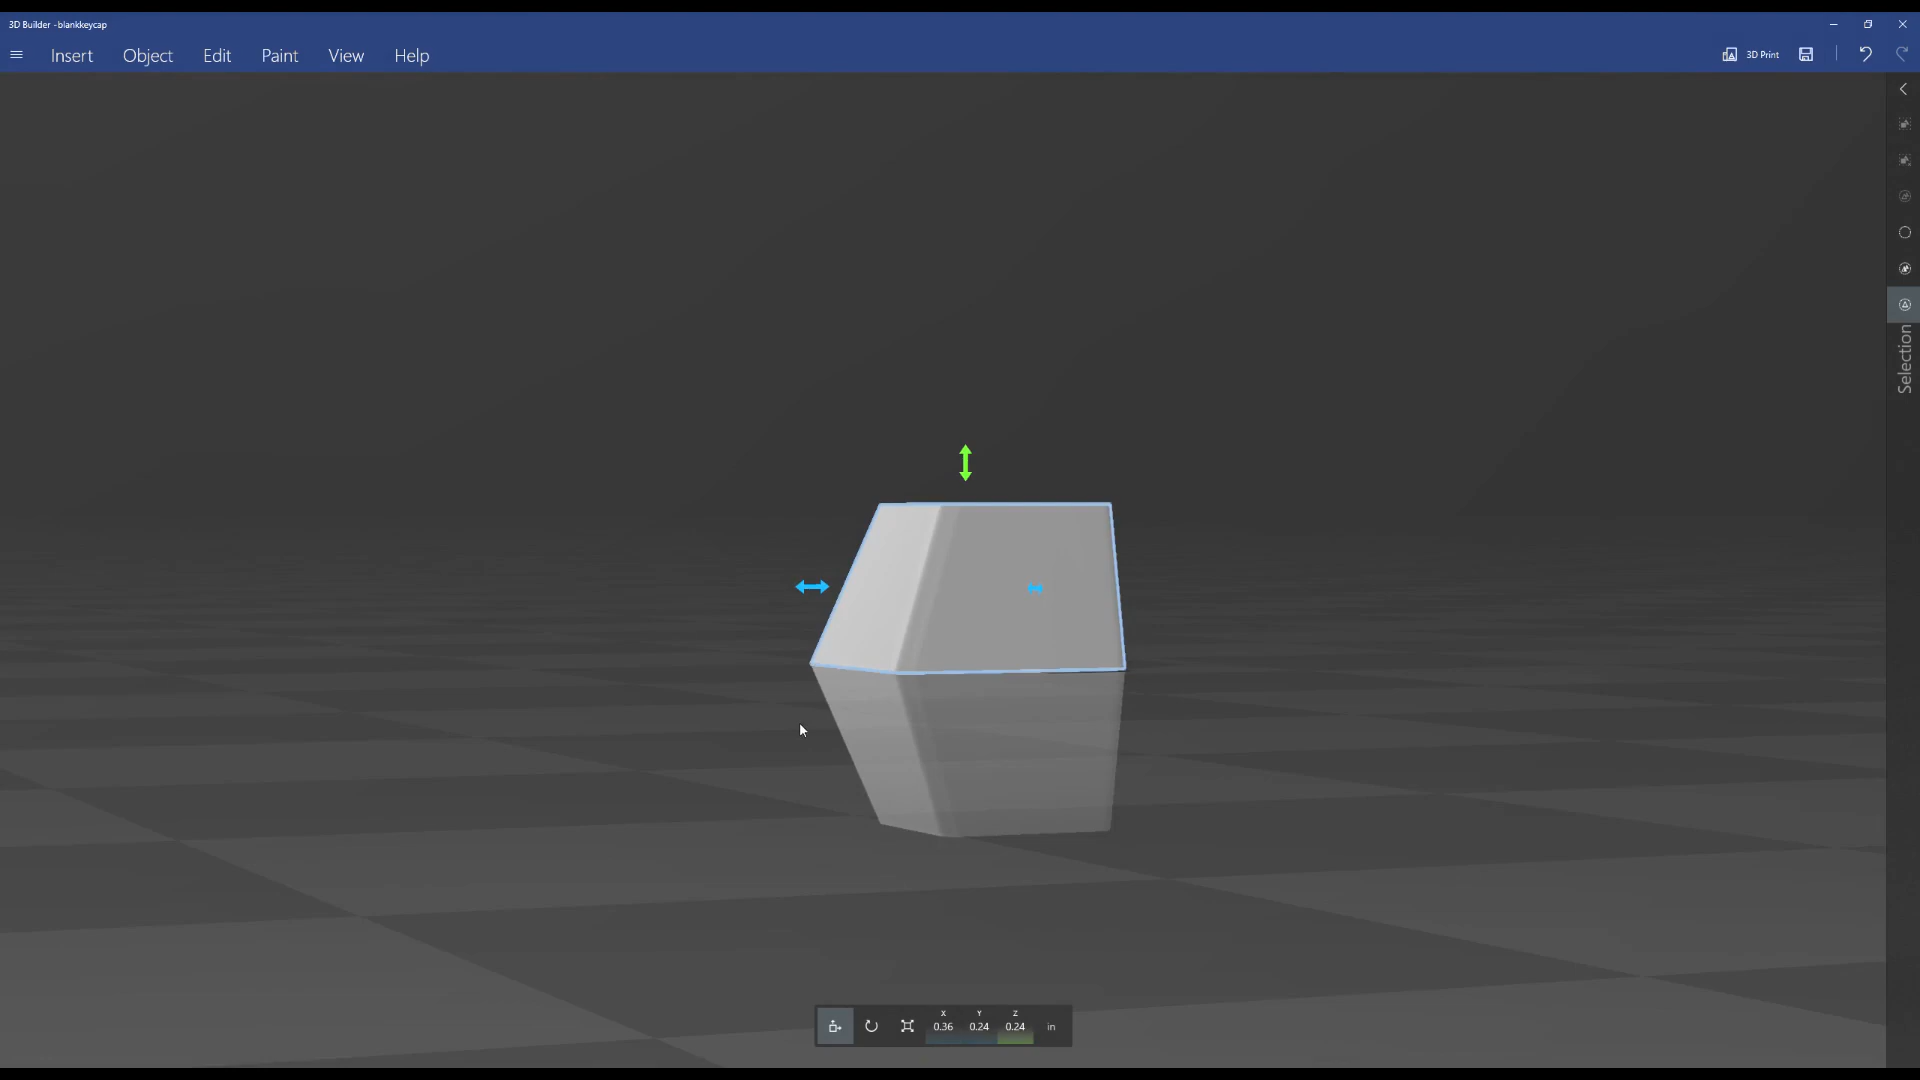 3D Builder - blankkeycap
Insert Object Edit Paint View Help
3D Print
Selection
X Y Z
0.36 0.24 0.24 in